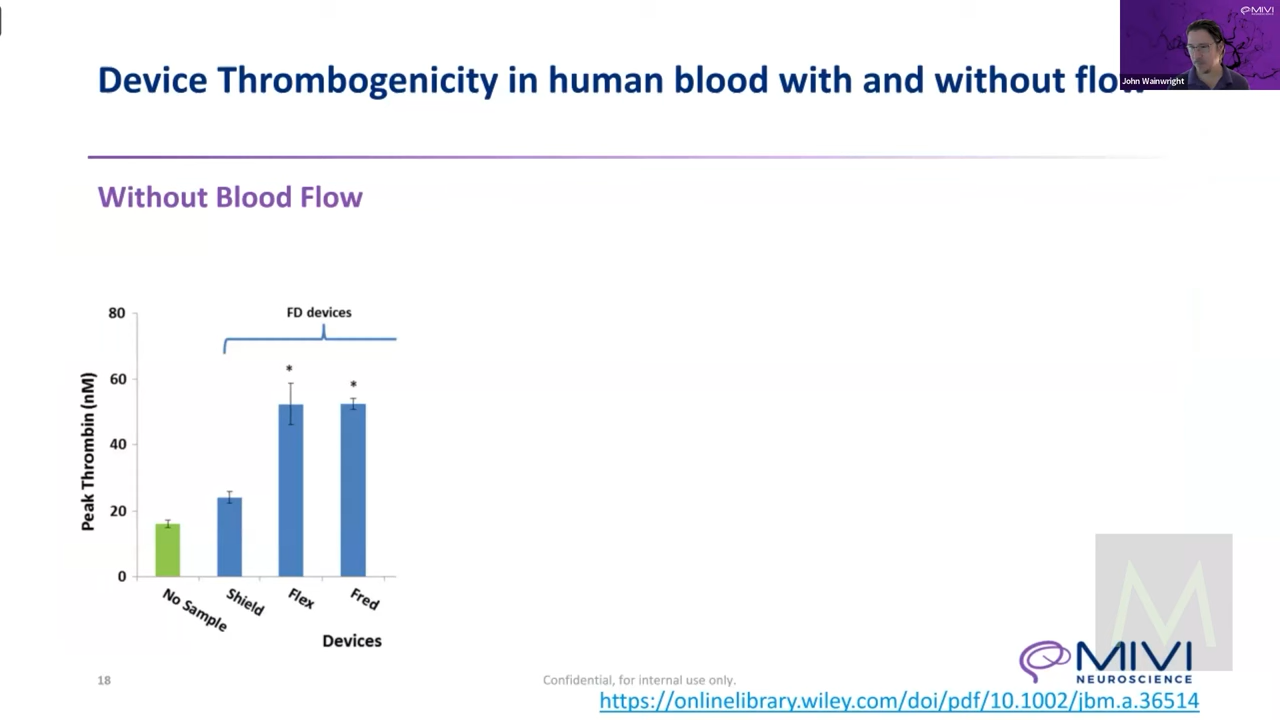 MIVI
NEUROSCIENCE
John Wainwright
Device Thrombogenicity in human blood with and without flow
Without Blood Flow
FD devices
80
60
40
20
0
Peak Thrombin (nM)
*
*
No Sample
Shield
Flex
Fred
Devices
M
18
Confidential, for internal use only.
MIVI
NEUROSCIENCE
https://onlinelibrary.wiley.com/doi/pdf/10.1002/jbm.a.36514